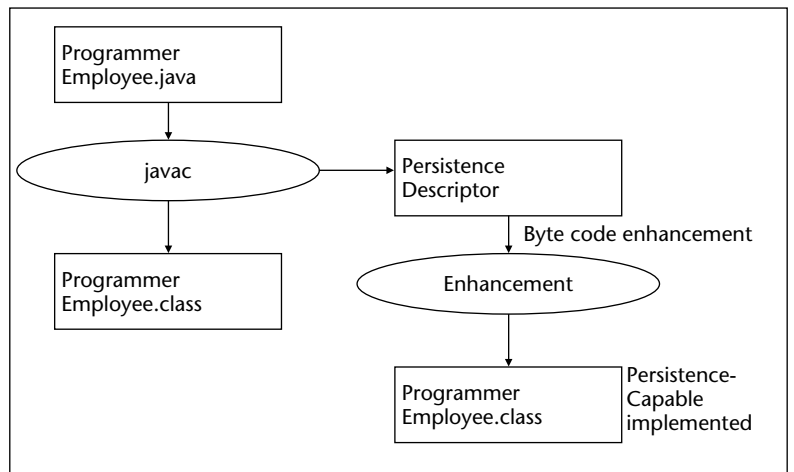 Programmer
Employee.java
javac
Persistence
Descriptor
Byte code enhancement
Programmer
Employee.class
Enhancement
Programmer
Employee.class
Persistence-
Capable
implemented